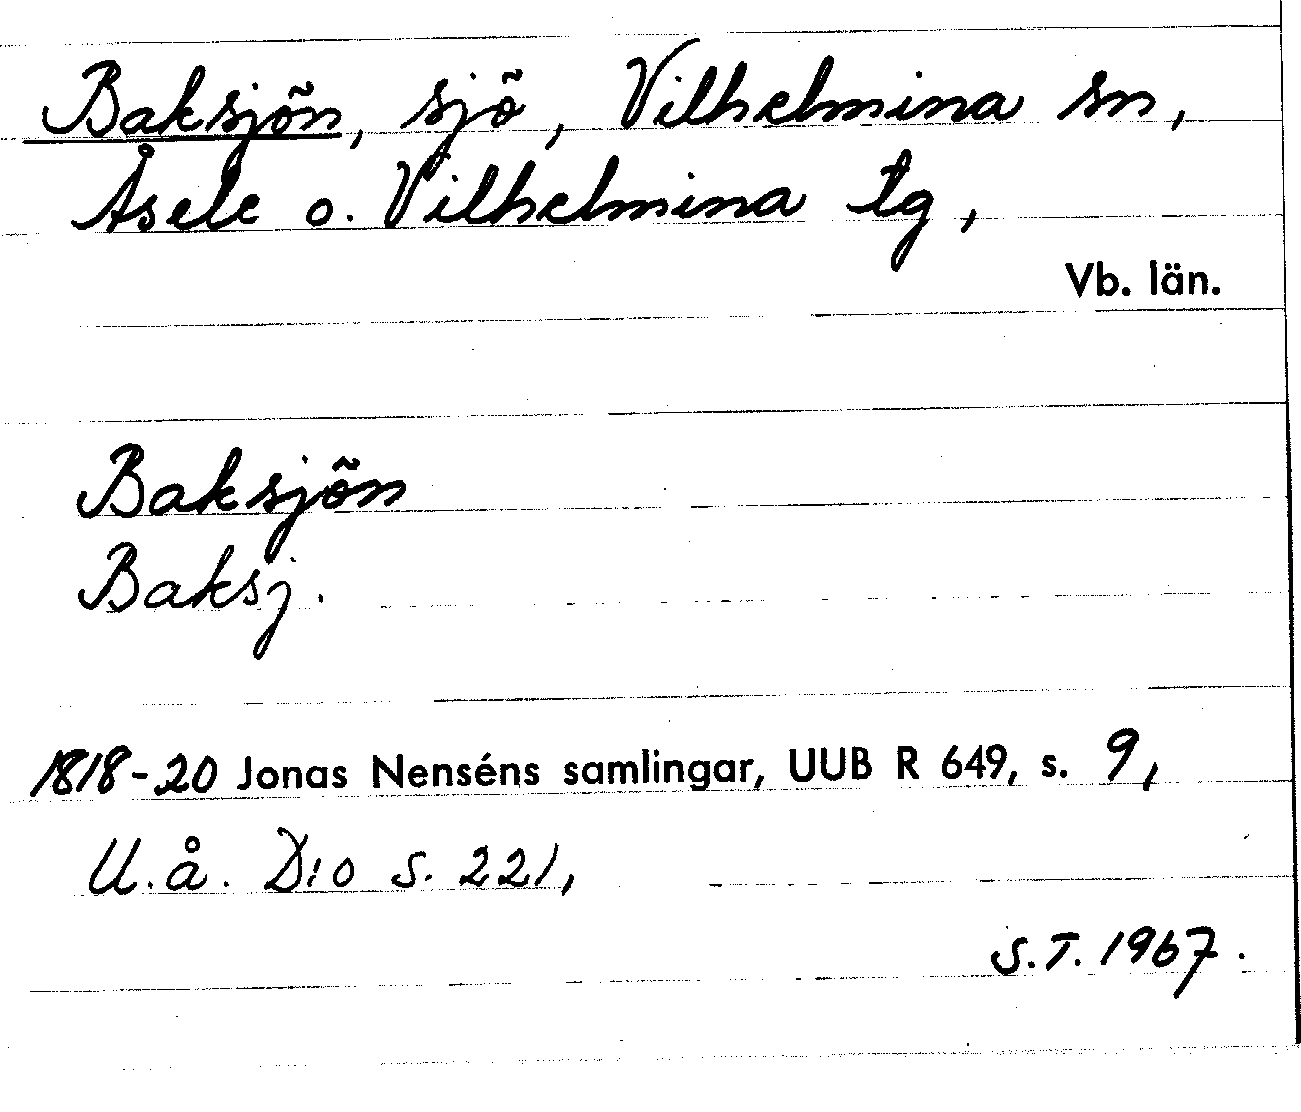 Baksjön, sjö, Vilhelmina sn,
Åsele o. Vilhelmina tg,
Vb. län.
Baksjön
Baksj.
1818-20 Jonas Nenséns samlingar, UUB R 649, s. 9,
U.å. D:o s. 221,
S.T. 1967.